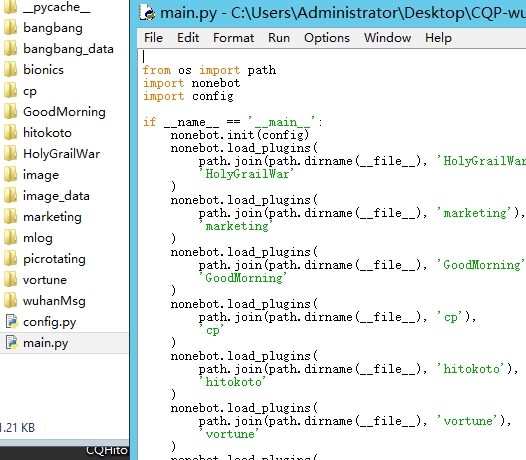 __pycache__
bangbang
bangbang_data
bionics
cp
GoodMorning
hitokoto
HolyGrailWar
image
image_data
marketing
mlog
picrotating
vortune
wuhanMsg
config.py
main.py
1.21 KB
CQHito
main.py - C:\Users\Administrator\Desktop\CQP-wu
File Edit Format Run Options Window Help
from os import path
import nonebot
import config
if __name__ == '__main__':
nonebot.init(config)
nonebot.load_plugins(
path.join(path.dirname(__file__), 'HolyGrailWar
'HolyGrailWar'
)
nonebot.load_plugins(
path.join(path.dirname(__file__), 'marketing'),
'marketing'
)
nonebot.load_plugins(
path.join(path.dirname(__file__), 'GoodMorning'
'GoodMorning'
)
nonebot.load_plugins(
path.join(path.dirname(__file__), 'cp'),
'cp'
)
nonebot.load_plugins(
path.join(path.dirname(__file__), 'hitokoto'),
'hitokoto'
)
nonebot.load_plugins(
path.join(path.dirname(__file__), 'vortune'),
'vortune'
)
nonebot.load_plugins(